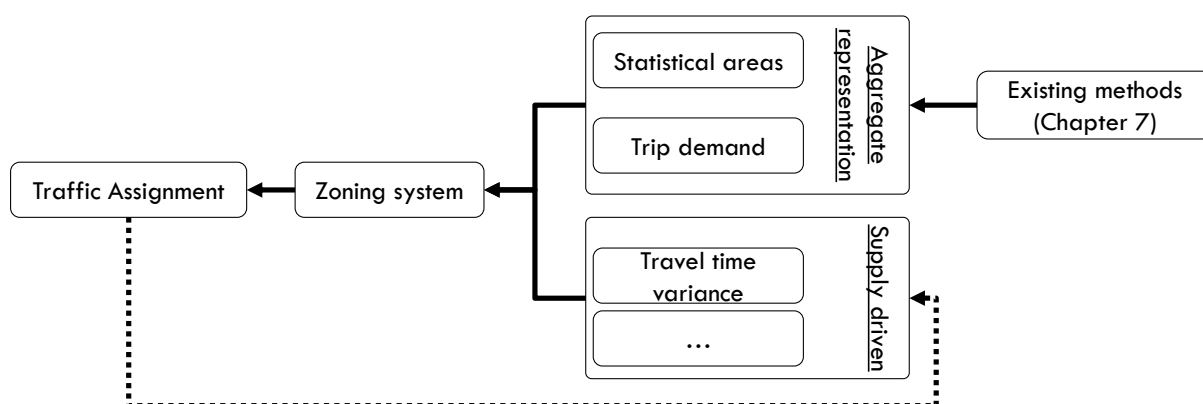 Traffic Assignment
Zoning system
Statistical areas
Trip demand
Aggregate
representation
Existing methods
(Chapter 7)
Travel time
variance
...
Supply driven